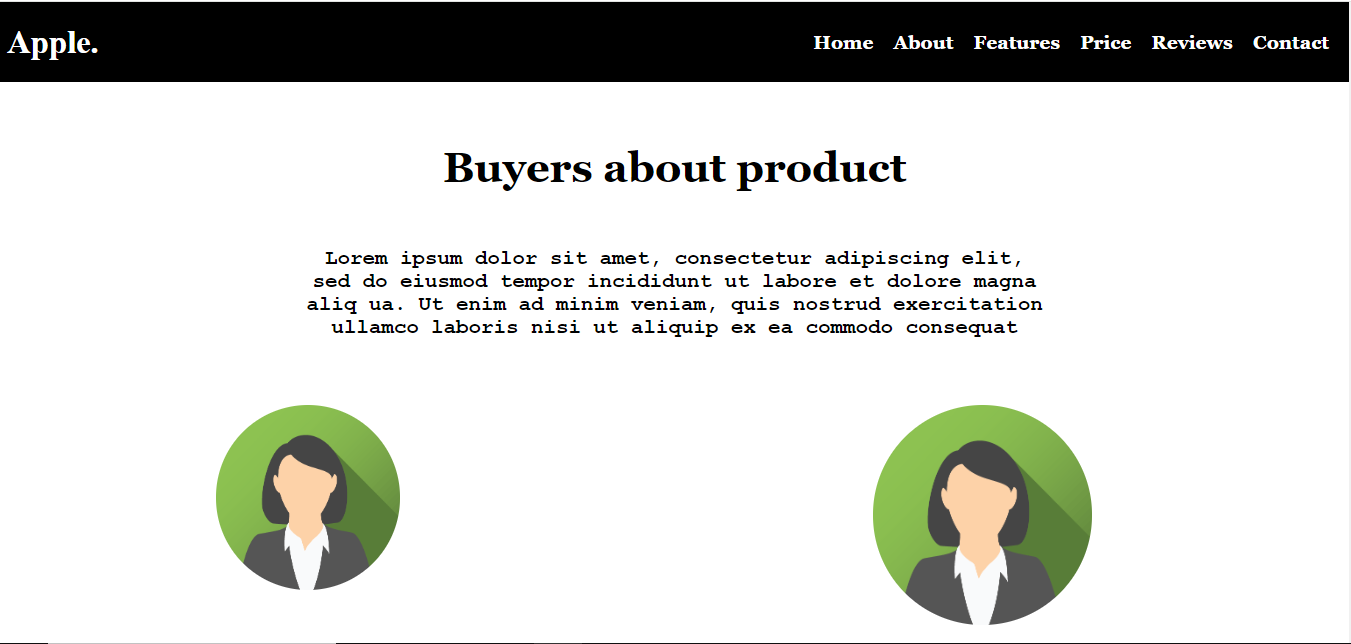 Apple.
Home About Features Price Reviews Contact
Buyers about product
Lorem ipsum dolor sit amet, consectetur adipiscing elit,
sed do eiusmod tempor incididunt ut labore et dolore magna
aliq ua. Ut enim ad minim veniam, quis nostrud exercitation
ullamco laboris nisi ut aliquip ex ea commodo consequat